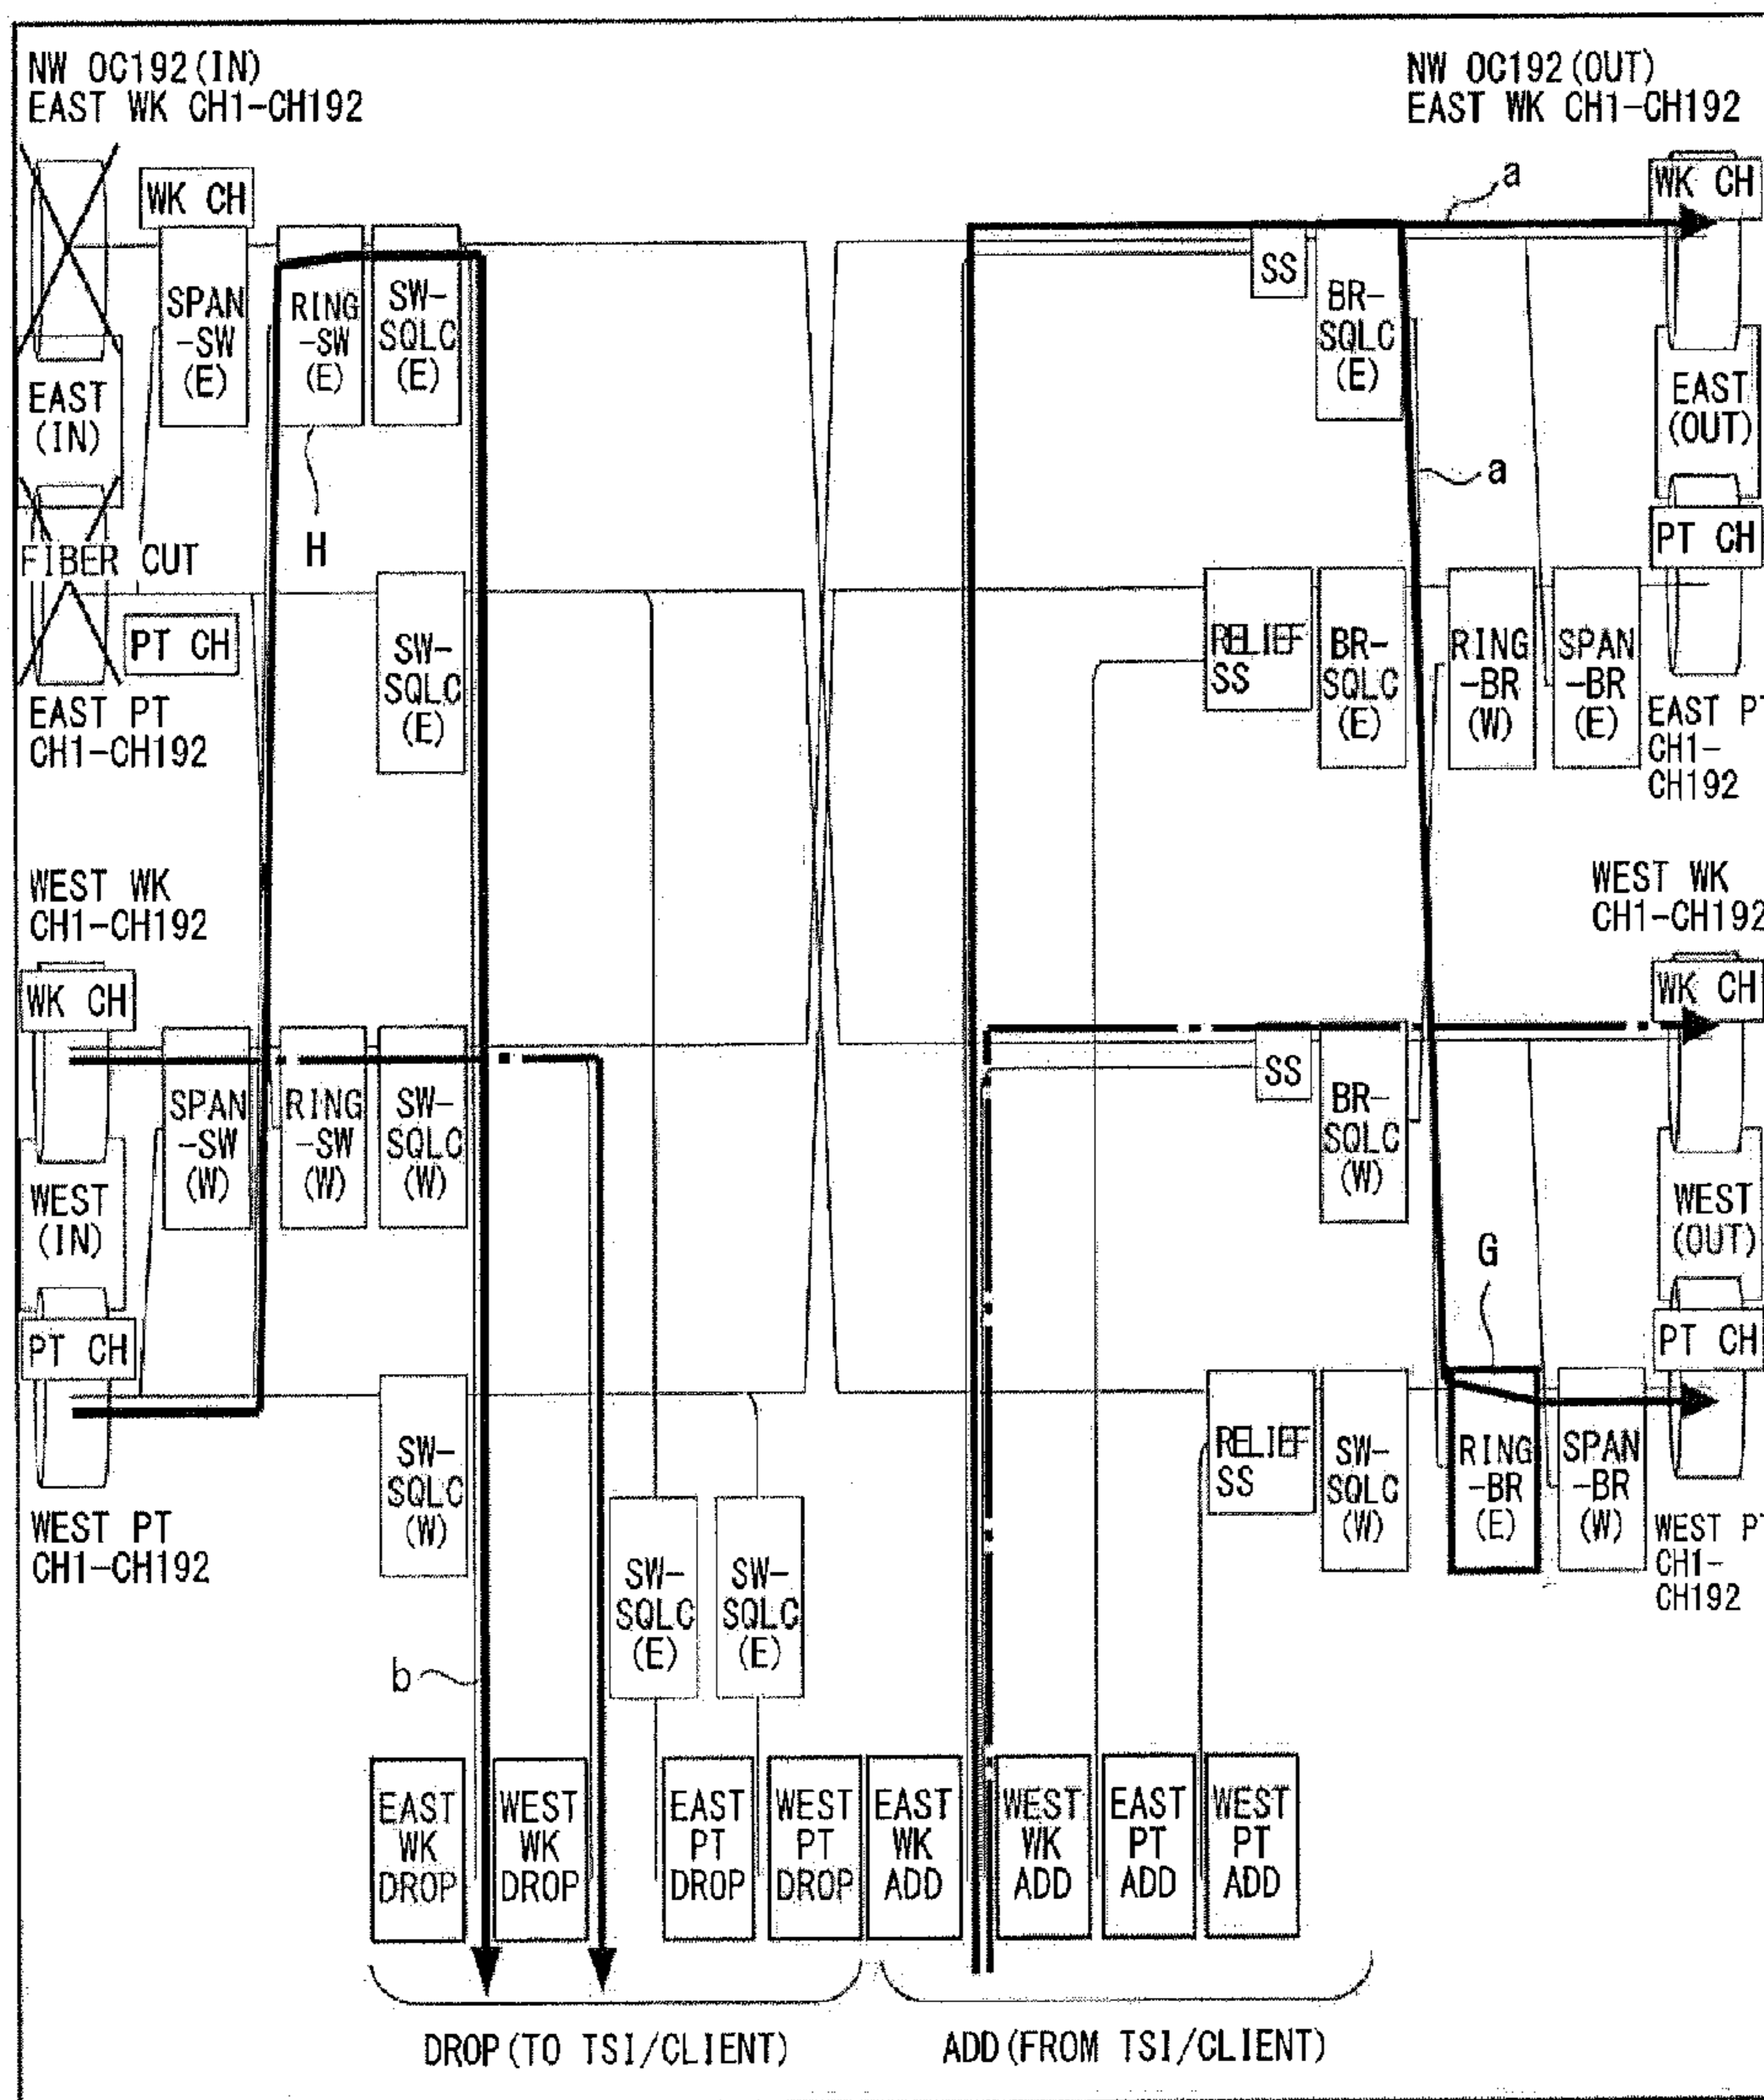 NW OC192(IN)
EAST WK CH1-CH192
NW OC192(OUT)
EAST WK CH1-CH192
WK CH
SPAN
-SW
(E)
RING
-SW
(E)
SW-
SQLC
(E)
EAST
(IN)
H
FIBER CUT
PT CH
EAST PT
CH1-CH192
SW-
SQLC
(E)
a
SS
BR-
SQLC
(E)
a
WK CH
EAST
(OUT)
PT CH
RELIEF
SS
BR-
SQLC
(E)
RING
-BR
(W)
SPAN
-BR
(E)
EAST PT
CH1-
CH192
WEST WK
CH1-CH192
WK CH
SPAN
-SW
(W)
RING
-SW
(W)
SW-
SQLC
(W)
WEST
(IN)
PT CH
WEST PT
CH1-CH192
SW-
SQLC
(W)
WEST WK
CH1-CH192
WK CH
SS
BR-
SQLC
(W)
WEST
(OUT)
G
PT CH
RELIEF
SS
SW-
SQLC
(W)
RING
-BR
(E)
SPAN
-BR
(W)
WEST PT
CH1-
CH192
SW-
SQLC
(E)
SW-
SQLC
(E)
b
EAST
WK
DROP
WEST
WK
DROP
EAST
PT
DROP
WEST
PT
DROP
EAST
WK
ADD
WEST
WK
ADD
EAST
PT
ADD
WEST
PT
ADD
DROP(TO TSI/CLIENT)
ADD(FROM TSI/CLIENT)